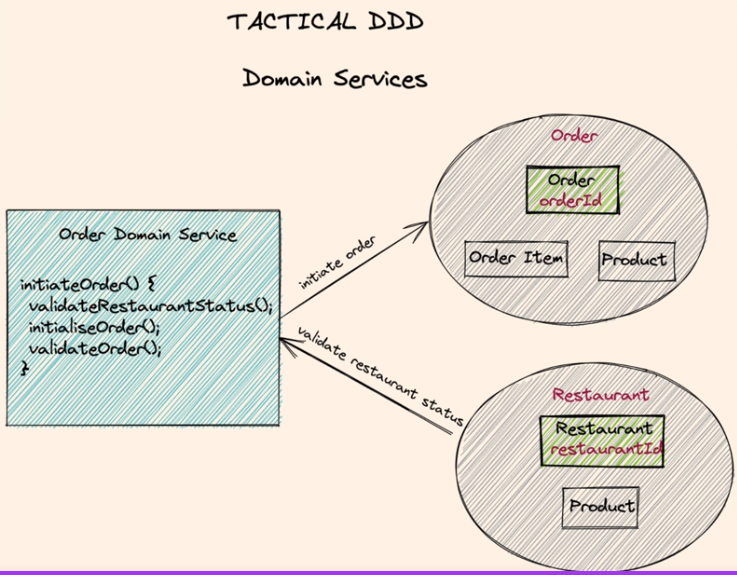 TACTICAL DDD
Domain Services
Order Domain Service
initiateOrder() {
validateRestaurantStatus();
initialiseOrder();
validateOrder();
}
initiate order
validate restaurant status
Order
Order
orderId
Order Item
Product
Restaurant
Restaurant
restaurantId
Product